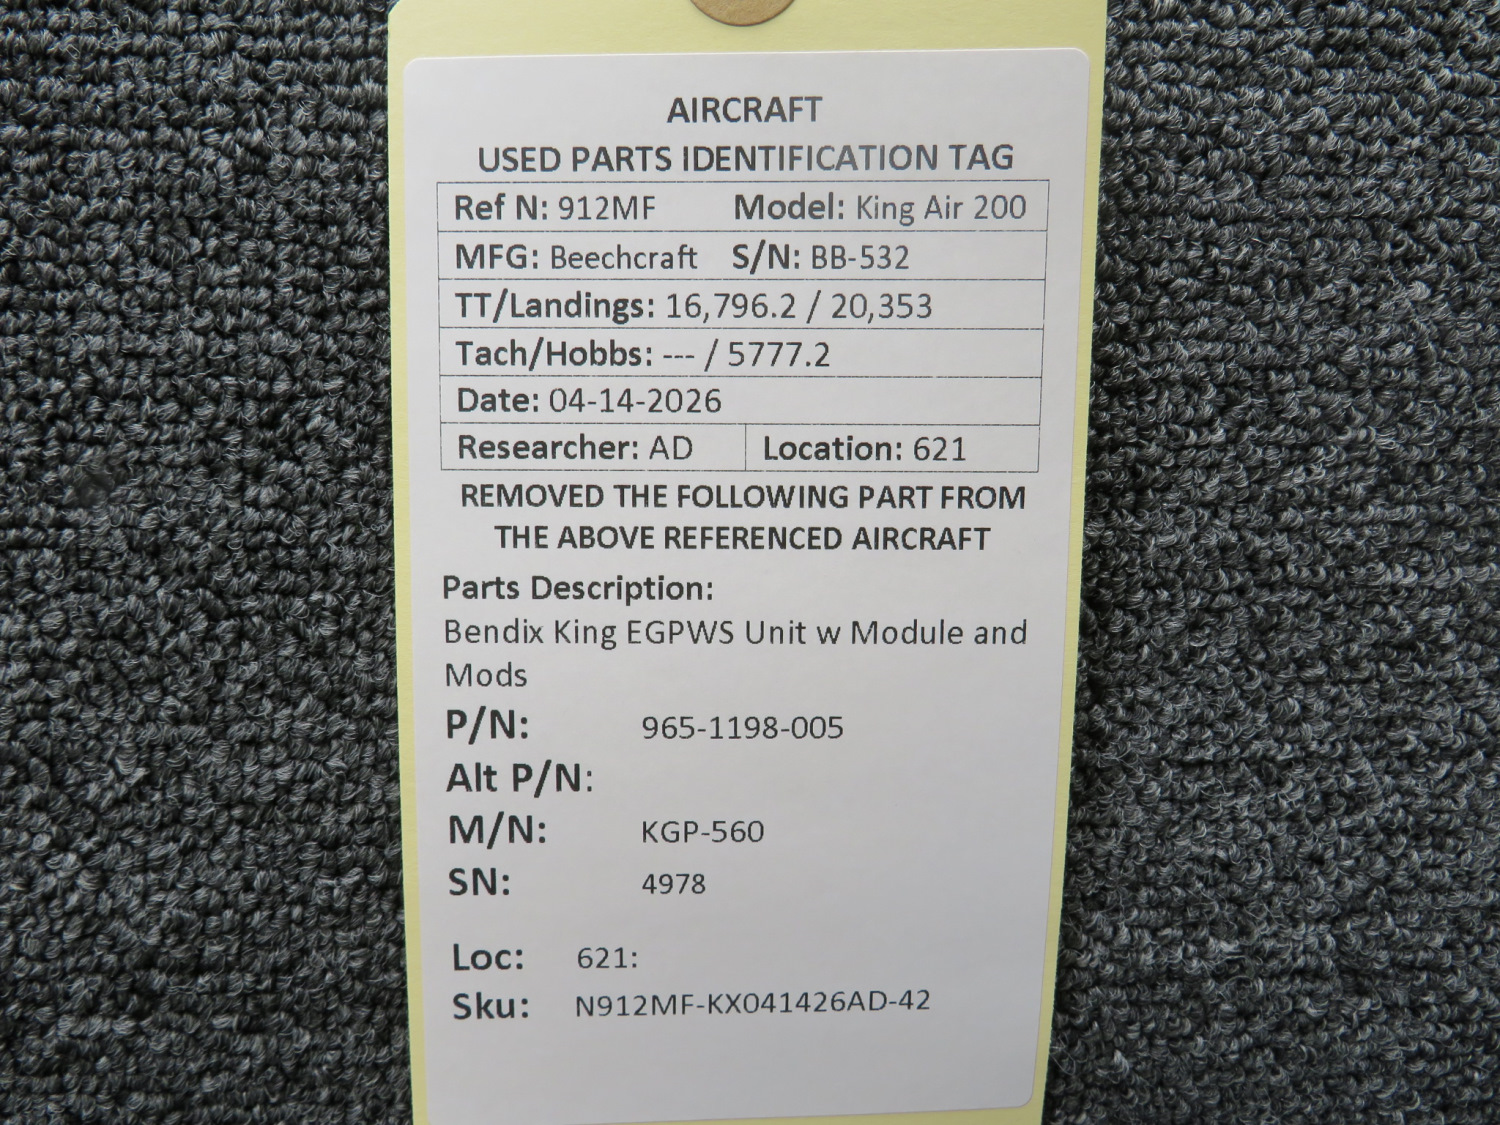 AIRCRAFT
USED PARTS IDENTIFICATION TAG
Ref N: 912MF Model: King Air 200
MFG: Beechcraft S/N: BB-532
TT/Landings: 16,796.2 / 20,353
Tach/Hobbs: --- / 5777.2
Date: 04-14-2026
Researcher: AD Location: 621
REMOVED THE FOLLOWING PART FROM
THE ABOVE REFERENCED AIRCRAFT
Parts Description:
Bendix King EGPWS Unit w Module and
Mods
P/N: 965-1198-005
Alt P/N:
M/N: KGP-560
SN: 4978
Loc: 621:
Sku: N912MF-KX041426AD-42